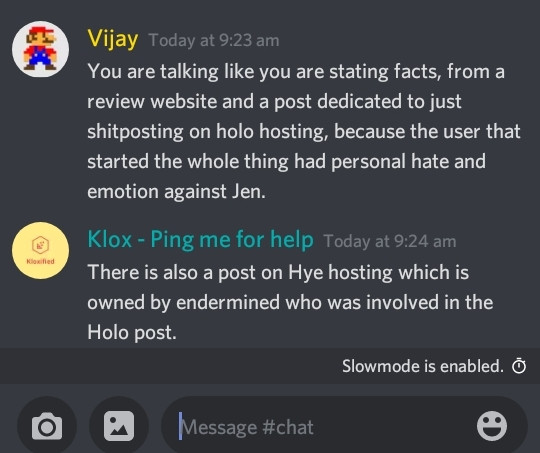 Vijay Today at 9:23 am
You are talking like you are stating facts, from a
review website and a post dedicated to just
shitposting on holo hosting, because the user that
started the whole thing had personal hate and
emotion against Jen.
Kloxified
Klox - Ping me for help Today at 9:24 am
There is also a post on Hye hosting which is
owned by endermined who was involved in the
Holo post.
Slowmode is enabled.
Message #chat